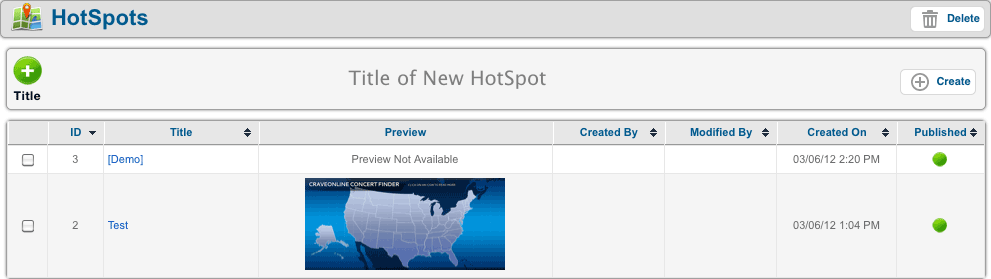 HotSpots
Delete
Title
Title of New HotSpot
Create
ID Title Preview Created By Modified By Created On Published
3 [Demo] Preview Not Available 03/06/12 2:20 PM
CRAVEONLINE CONCERT FINDER
2 Test 03/06/12 1:04 PM